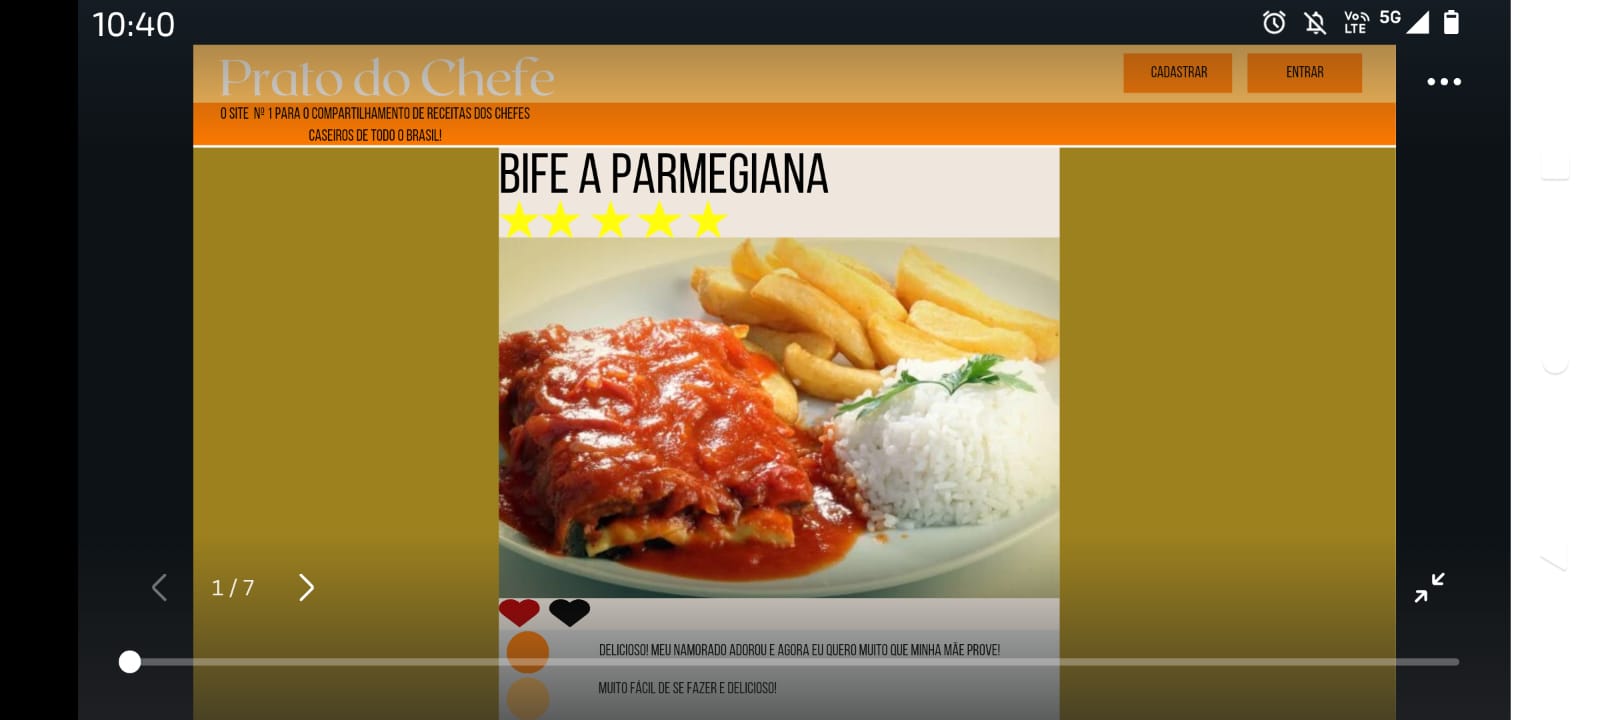 10:40
Vo
LTE
5G
Prato do Chefe
CADASTRAR
ENTRAR
O SITE Nº 1 PARA O COMPARTILHAMENTO DE RECEITAS DOS CHEFES
CASEIROS DE TODO O BRASIL!
BIFE A PARMEGIANA
1 / 7
DELICIOSO! MEU NAMORADO ADOROU E AGORA EU QUERO MUITO QUE MINHA MÃE PROVE!
MUITO FÁCIL DE SE FAZER E DELICIOSO!